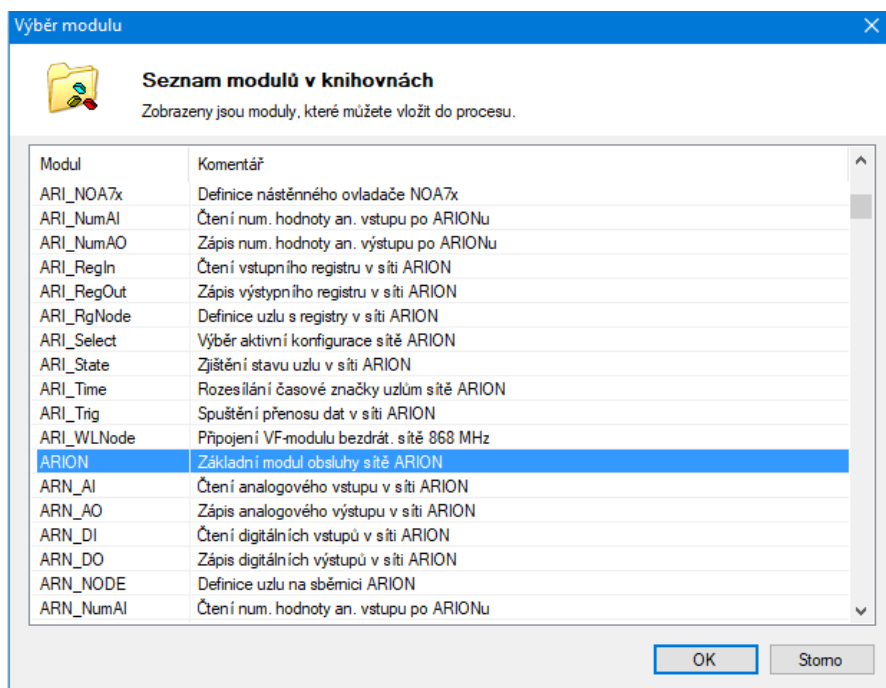 Výběr modulu
Seznam modulů v knihovnách
Zobrazeny jsou moduly, které můžete vložit do procesu.
Modul Komentář
ARI_NOA7x Definice nástěnného ovladače NOA7x
ARI_NumAI Čtení num. hodnoty an. vstupu po ARIONu
ARI_NumAO Zápis num. hodnoty an. výstupu po ARIONu
ARI_RegIn Čtení vstupního registru v síti ARION
ARI_RegOut Zápis výstypního registru v síti ARION
ARI_RgNode Definice uzlu s registry v síti ARION
ARI_Select Výběr aktivní konfigurace sítě ARION
ARI_State Zjištění stavu uzlu v síti ARION
ARI_Time Rozesílání časové značky uzlům sítě ARION
ARI_Trig Spuštění přenosu dat v síti ARION
ARI_WLNode Připojení VF-modulu bezdrát. sítě 868 MHz
ARION Základní modul obsluhy sítě ARION
ARN_AI Čtení analogového vstupu v síti ARION
ARN_AO Zápis analogového výstupu v síti ARION
ARN_DI Čtení digitálních vstupů v síti ARION
ARN_DO Zápis digitálních výstupů v síti ARION
ARN_NODE Definice uzlu na sběrnici ARION
ARN_NumAI Čtení num. hodnoty an. vstupu po ARIONu
OK Storno